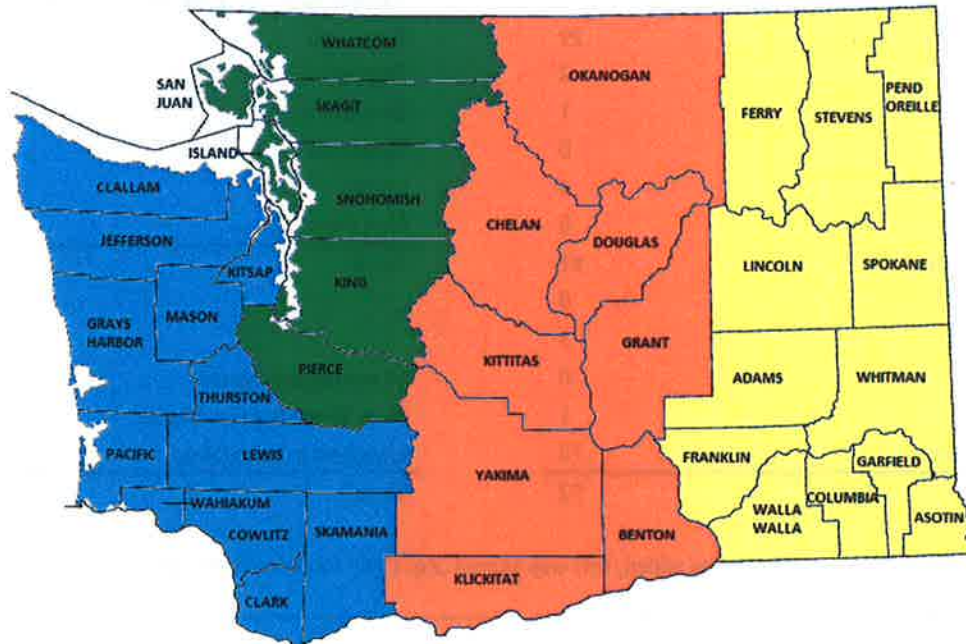 WHATCOM
SAN
JUAN
SKAGIT
ISLAND
SNOHOMISH
CLALLAM
JEFFERSON
KITSAP
KING
MASON
GRAYS
HARBOR
PIERCE
THURSTON
PACIFIC
LEWIS
WAHIAKUM
COWLITZ
SKAMANIA
CLARK
OKANOGAN
CHELAN
DOUGLAS
KITTITAS
GRANT
YAKIMA
BENTON
KLICKITAT
FERRY
STEVENS
PEND
OREILLE
LINCOLN
SPOKANE
ADAMS
WHITMAN
FRANKLIN
WALLA
WALLA
COLUMBIA
GARFIELD
ASOTIN